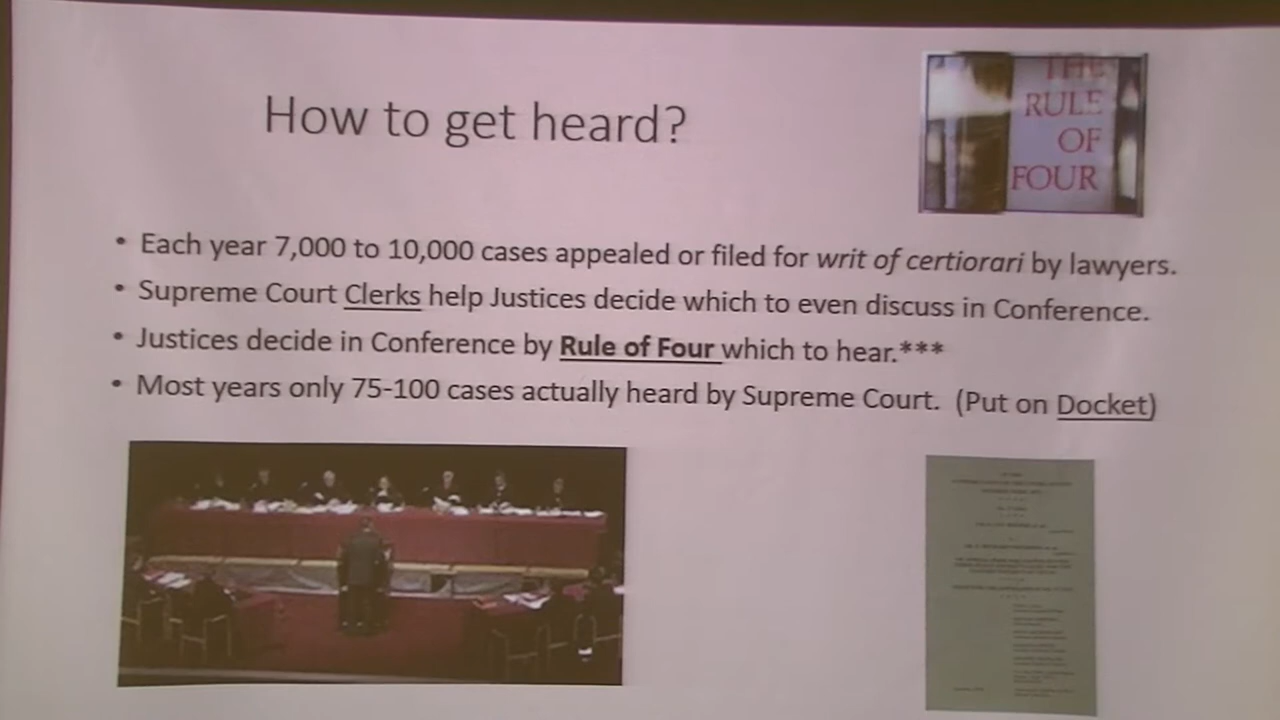 How to get heard?
THE
RULE
OF
FOUR
• Each year 7,000 to 10,000 cases appealed or filed for writ of certiorari by lawyers.
• Supreme Court Clerks help Justices decide which to even discuss in Conference.
• Justices decide in Conference by Rule of Four which to hear.***
• Most years only 75-100 cases actually heard by Supreme Court. (Put on Docket)